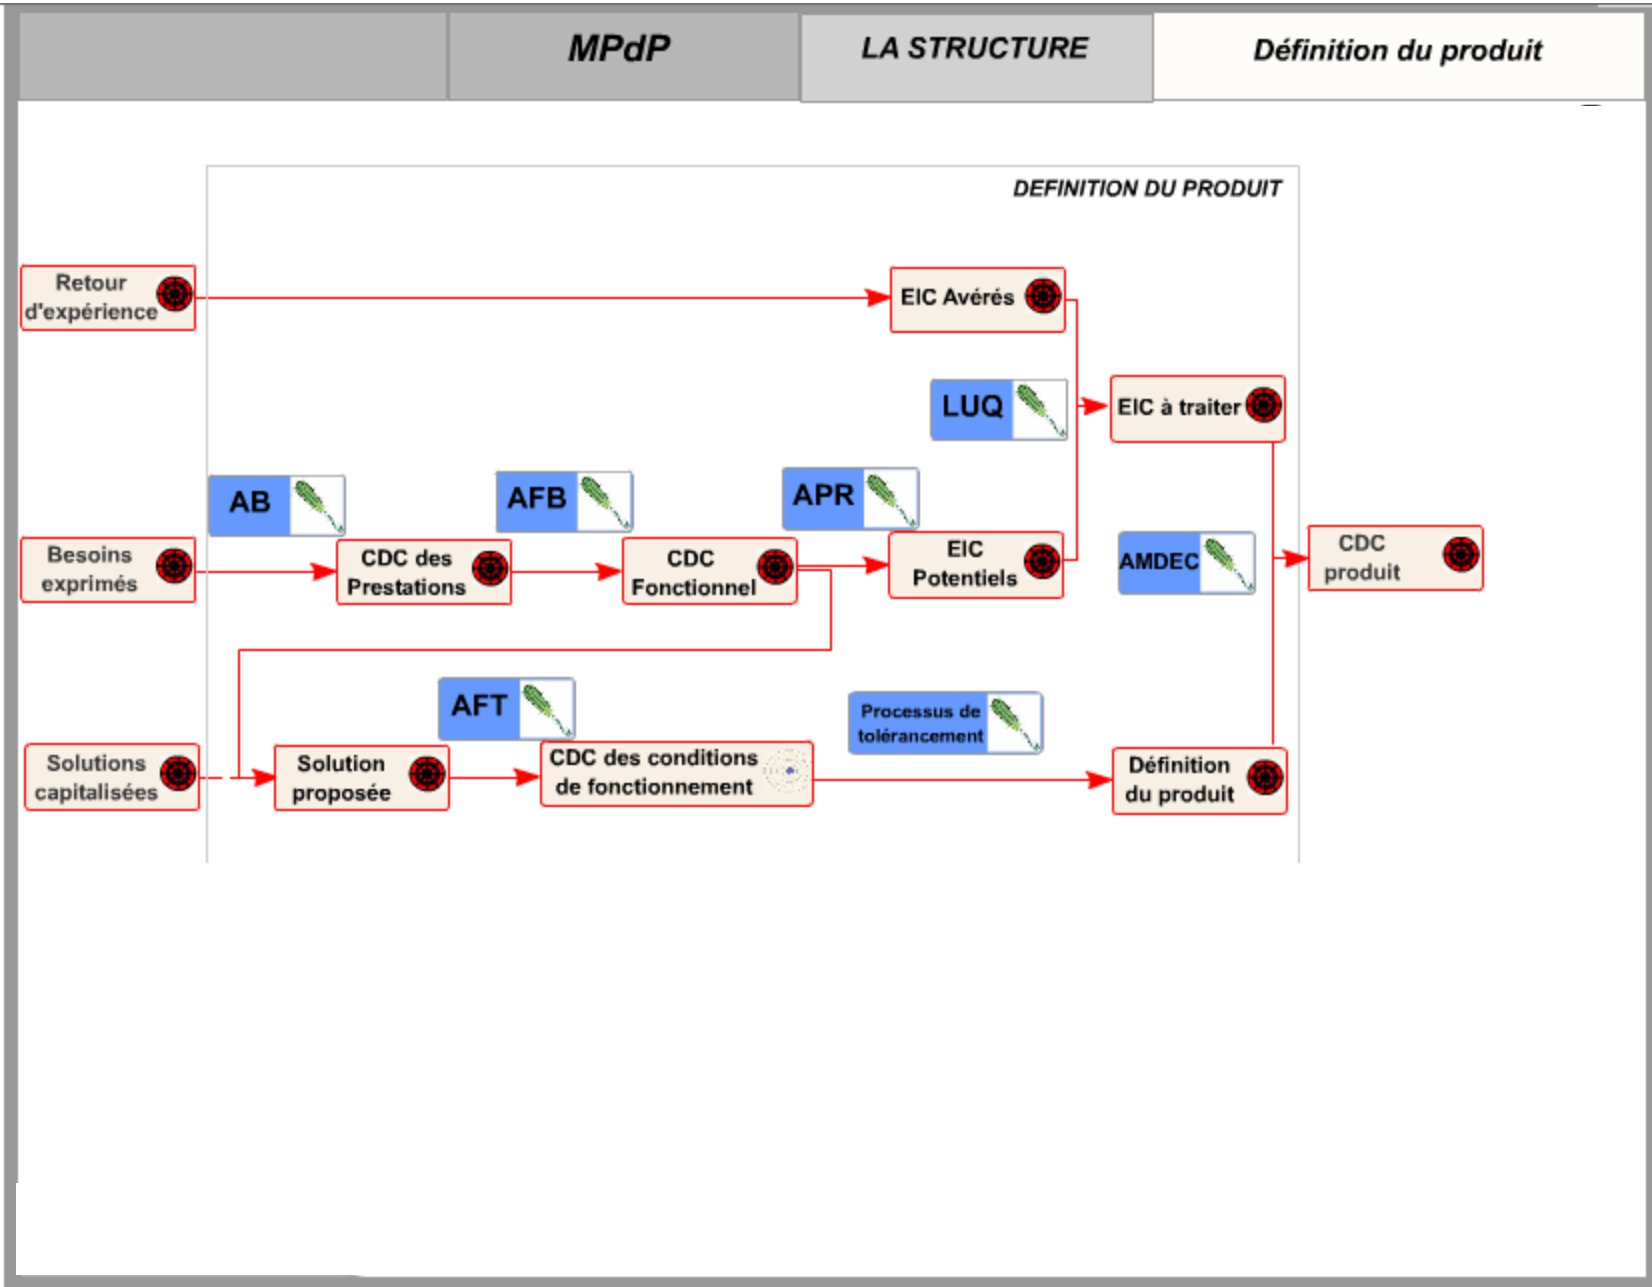 MPdP
LA STRUCTURE
Définition du produit
DEFINITION DU PRODUIT
Retour
d'expérience
EIC Avérés
LUQ
EIC à traiter
AB
AFB
APR
Besoins
exprimés
CDC des
Prestations
CDC
Fonctionnel
EIC
Potentiels
AMDEC
CDC
produit
AFT
Processus de
tolérancement
Solutions
capitalisées
Solution
proposée
CDC des conditions
de fonctionnement
Définition
du produit